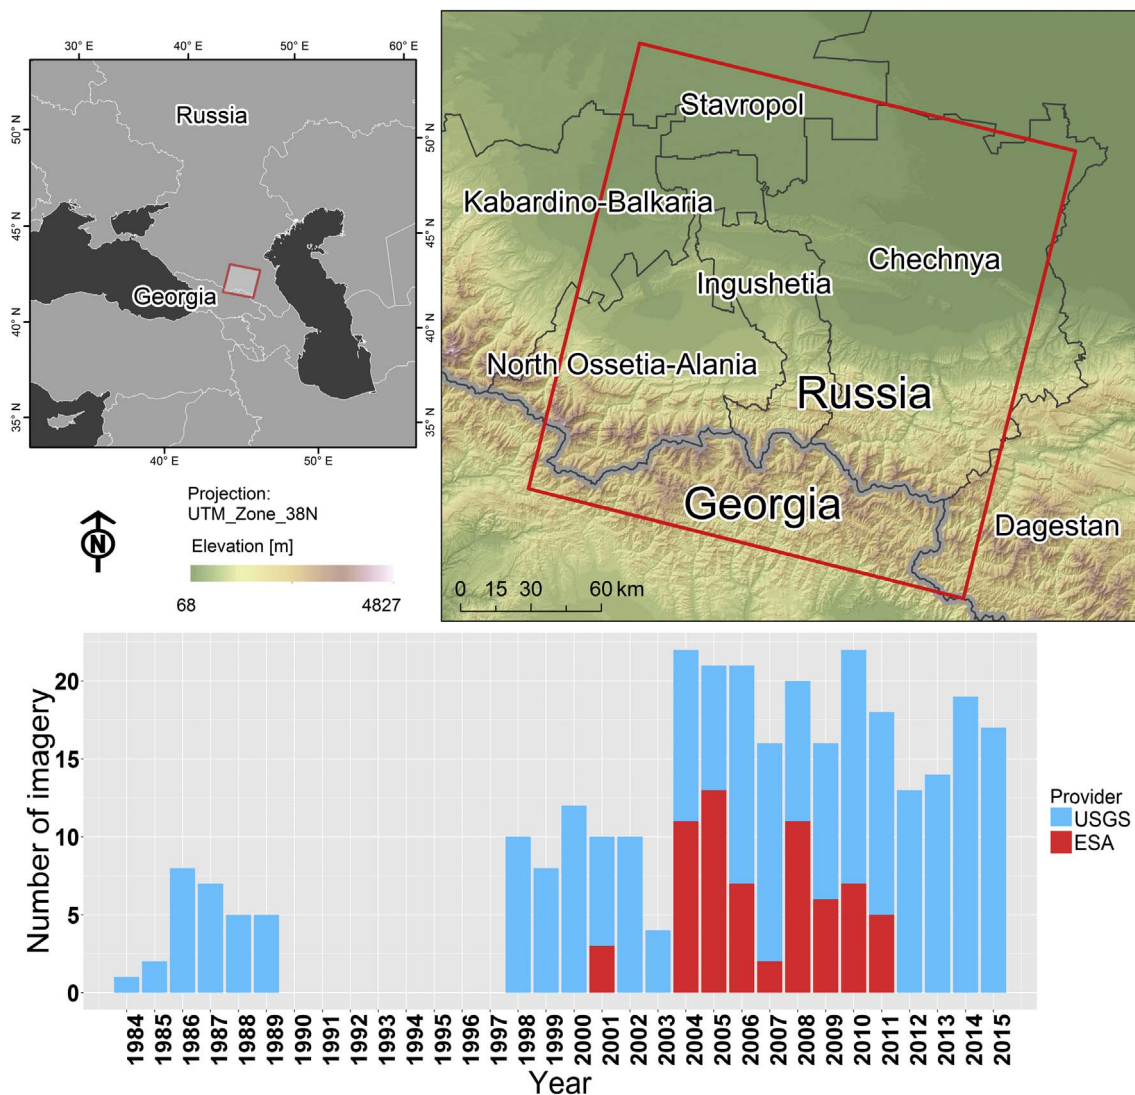 30° E 40° E 50° E 60° E
50° N
45° N
40° N
35° N
50° N
45° N
40° N
35° N
40° E 50° E
Russia
Georgia
Projection:
UTM_Zone_38N
Elevation [m]
68 4827
N
Stavropol
Kabardino-Balkaria
Chechnya
Ingushetia
North Ossetia-Alania
Russia
Georgia
Dagestan
0 15 30 60 km
Number of imagery
20
15
10
5
0
1984 1985 1986 1987 1988 1989 1990 1991 1992 1993 1994 1995 1996 1997 1998 1999 2000 2001 2002 2003 2004 2005 2006 2007 2008 2009 2010 2011 2012 2013 2014 2015
Year
Provider
USGS
ESA